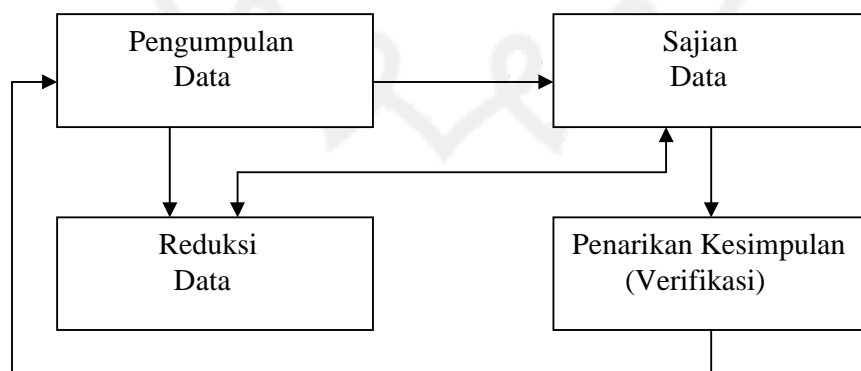 Pengumpulan
Data
Sajian
Data
Reduksi
Data
Penarikan Kesimpulan
(Verifikasi)